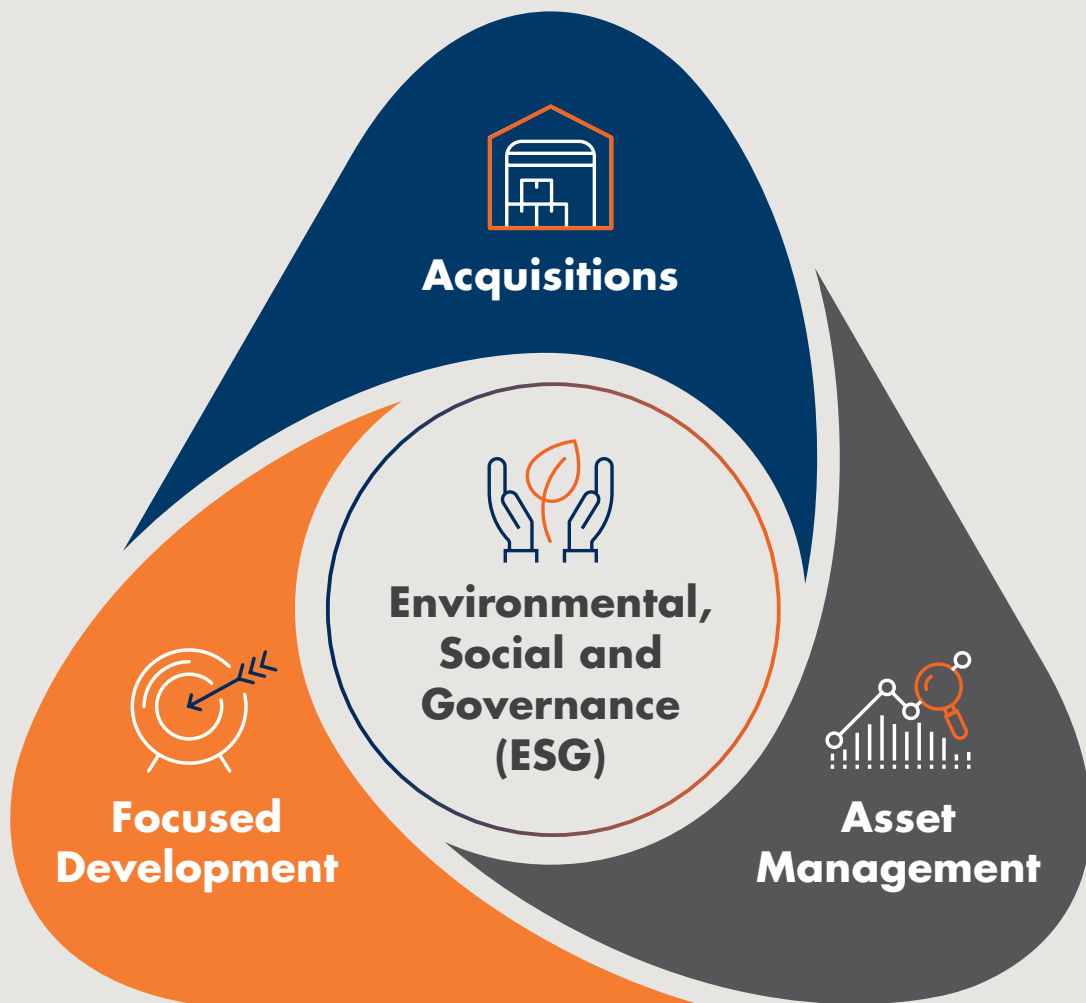 Acquisitions
Environmental,
Social and
Governance
(ESG)
Focused
Development
Asset
Management